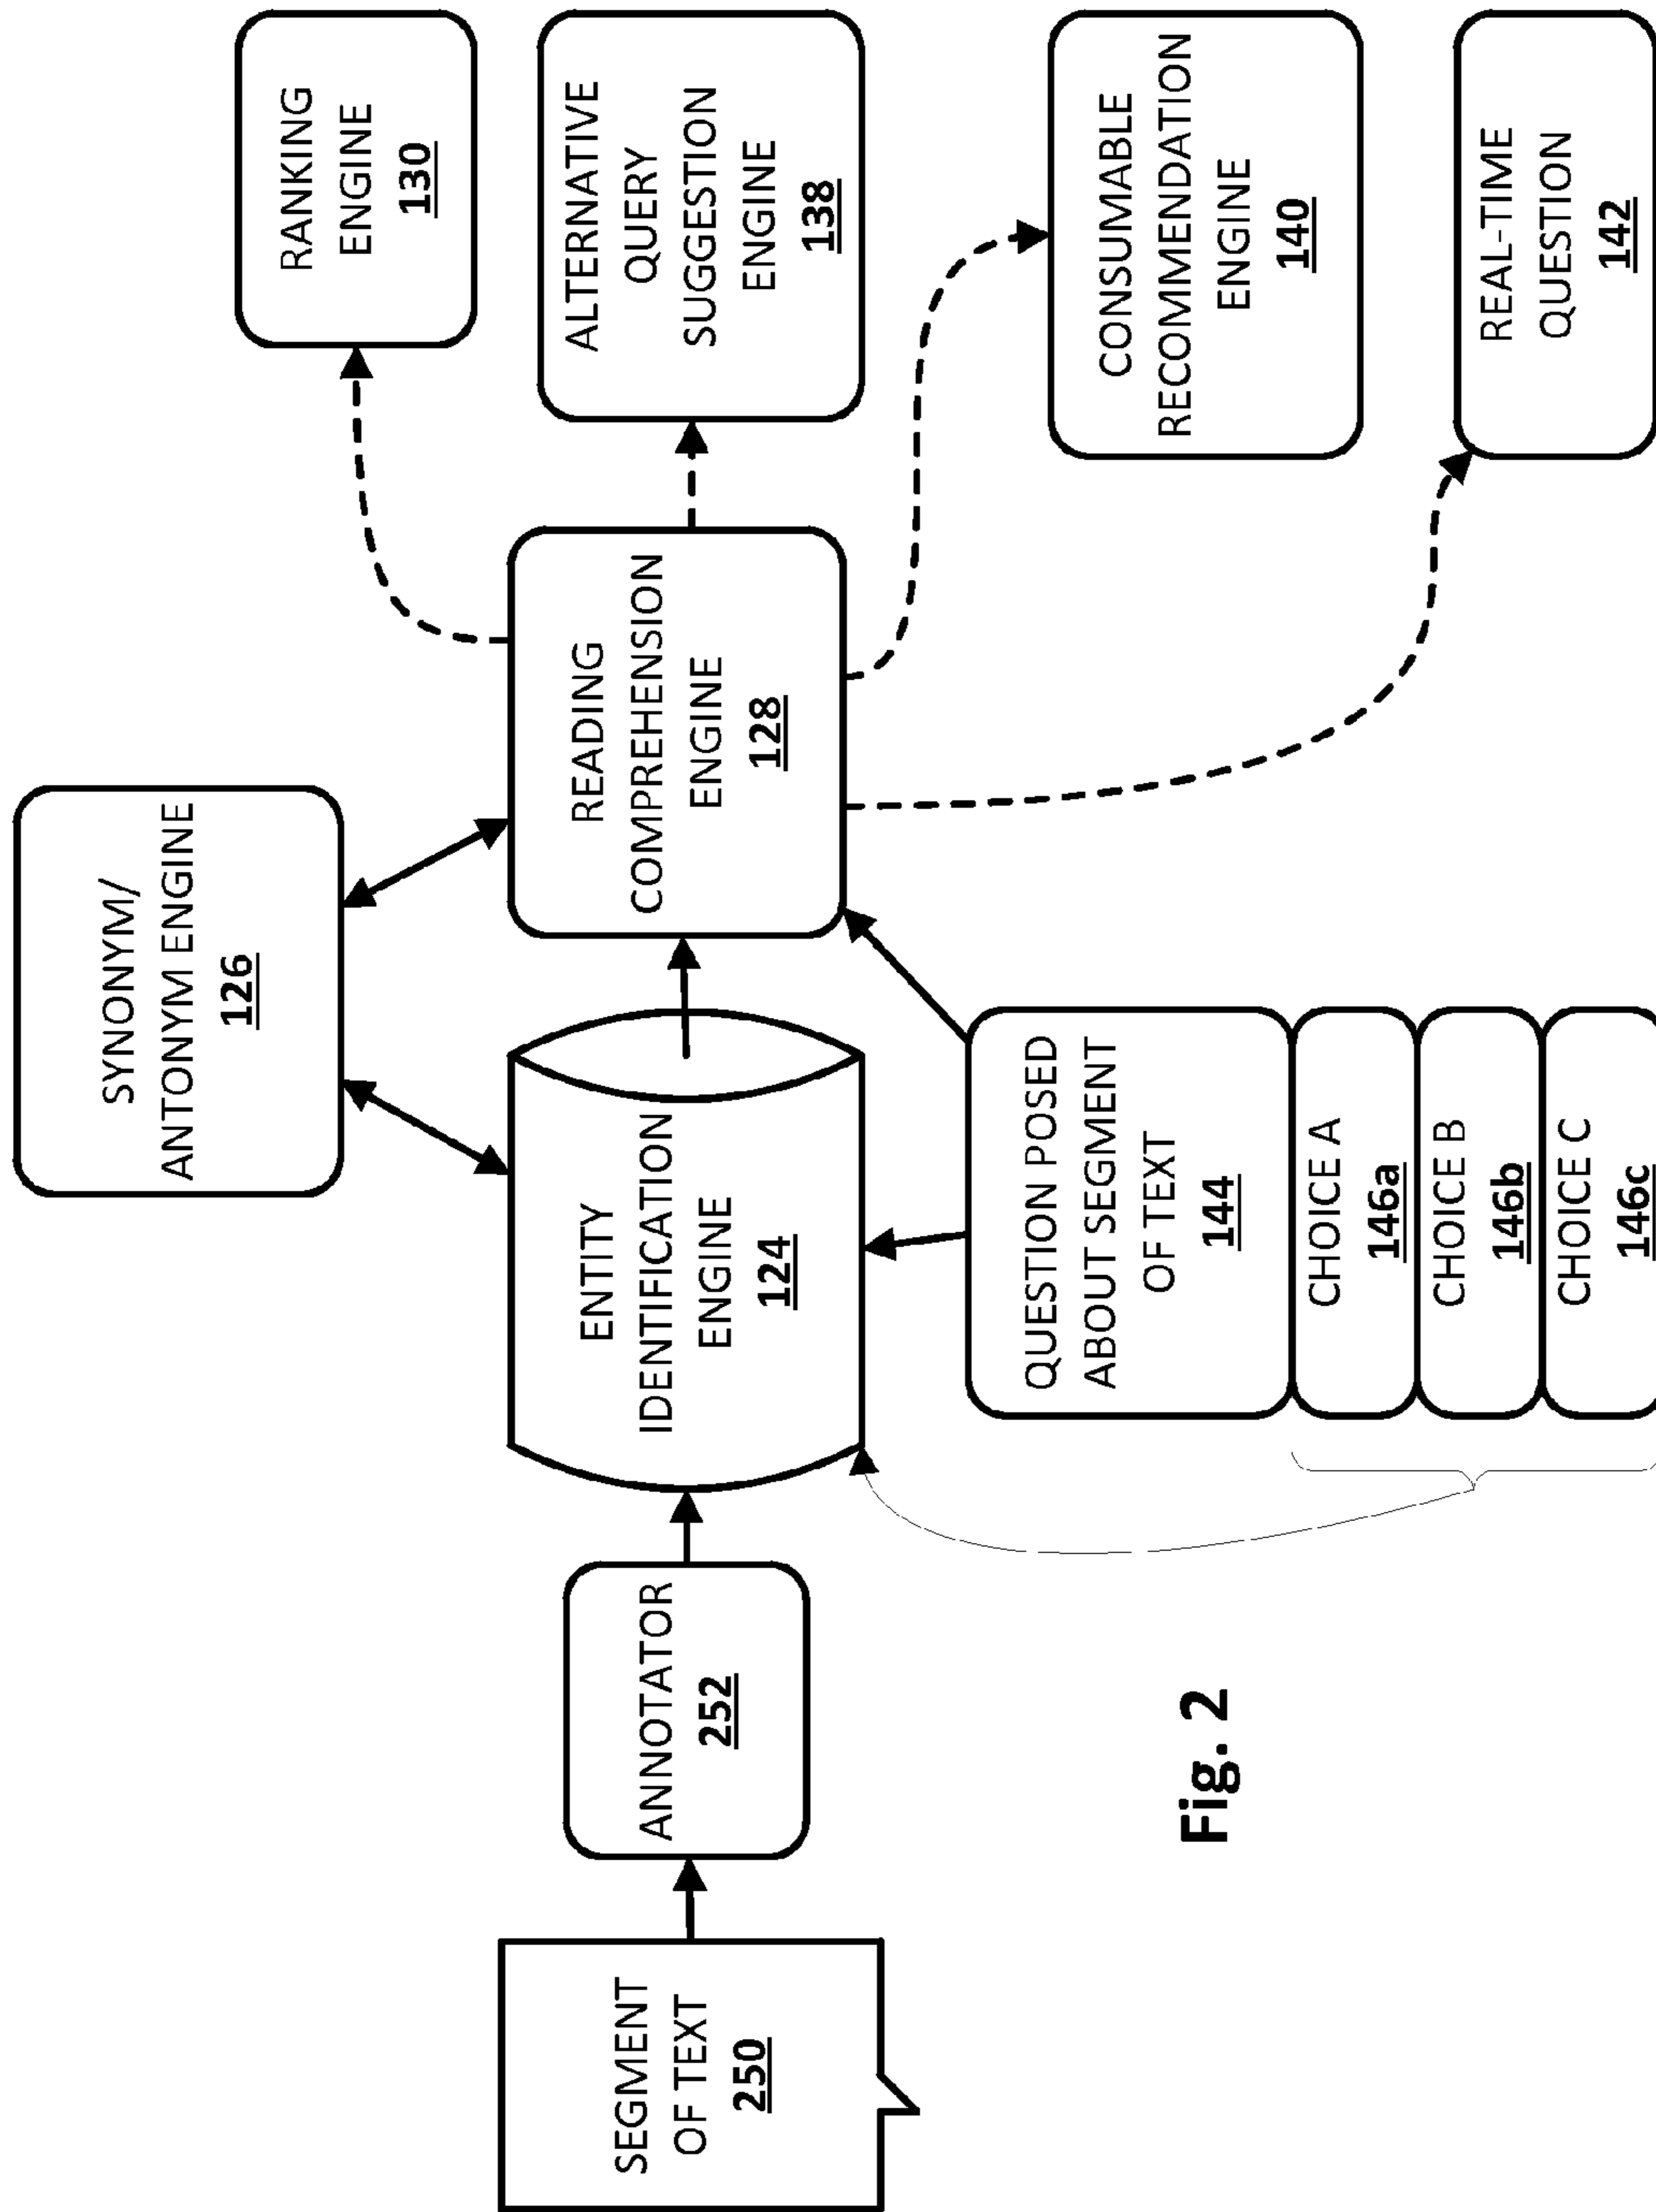 SEGMENT
OF TEXT
250
ANNOTATOR
252
ENTITY
IDENTIFICATION
ENGINE
124
SYNONYM/
ANTONYM ENGINE
126
READING
COMPREHENSION
ENGINE
128
QUESTION POSED
ABOUT SEGMENT
OF TEXT
144
CHOICE A
146a
CHOICE B
146b
CHOICE C
146c
RANKING
ENGINE
130
ALTERNATIVE
QUERY
SUGGESTION
ENGINE
138
CONSUMABLE
RECOMMENDATION
ENGINE
140
REAL-TIME
QUESTION
142
Fig. 2